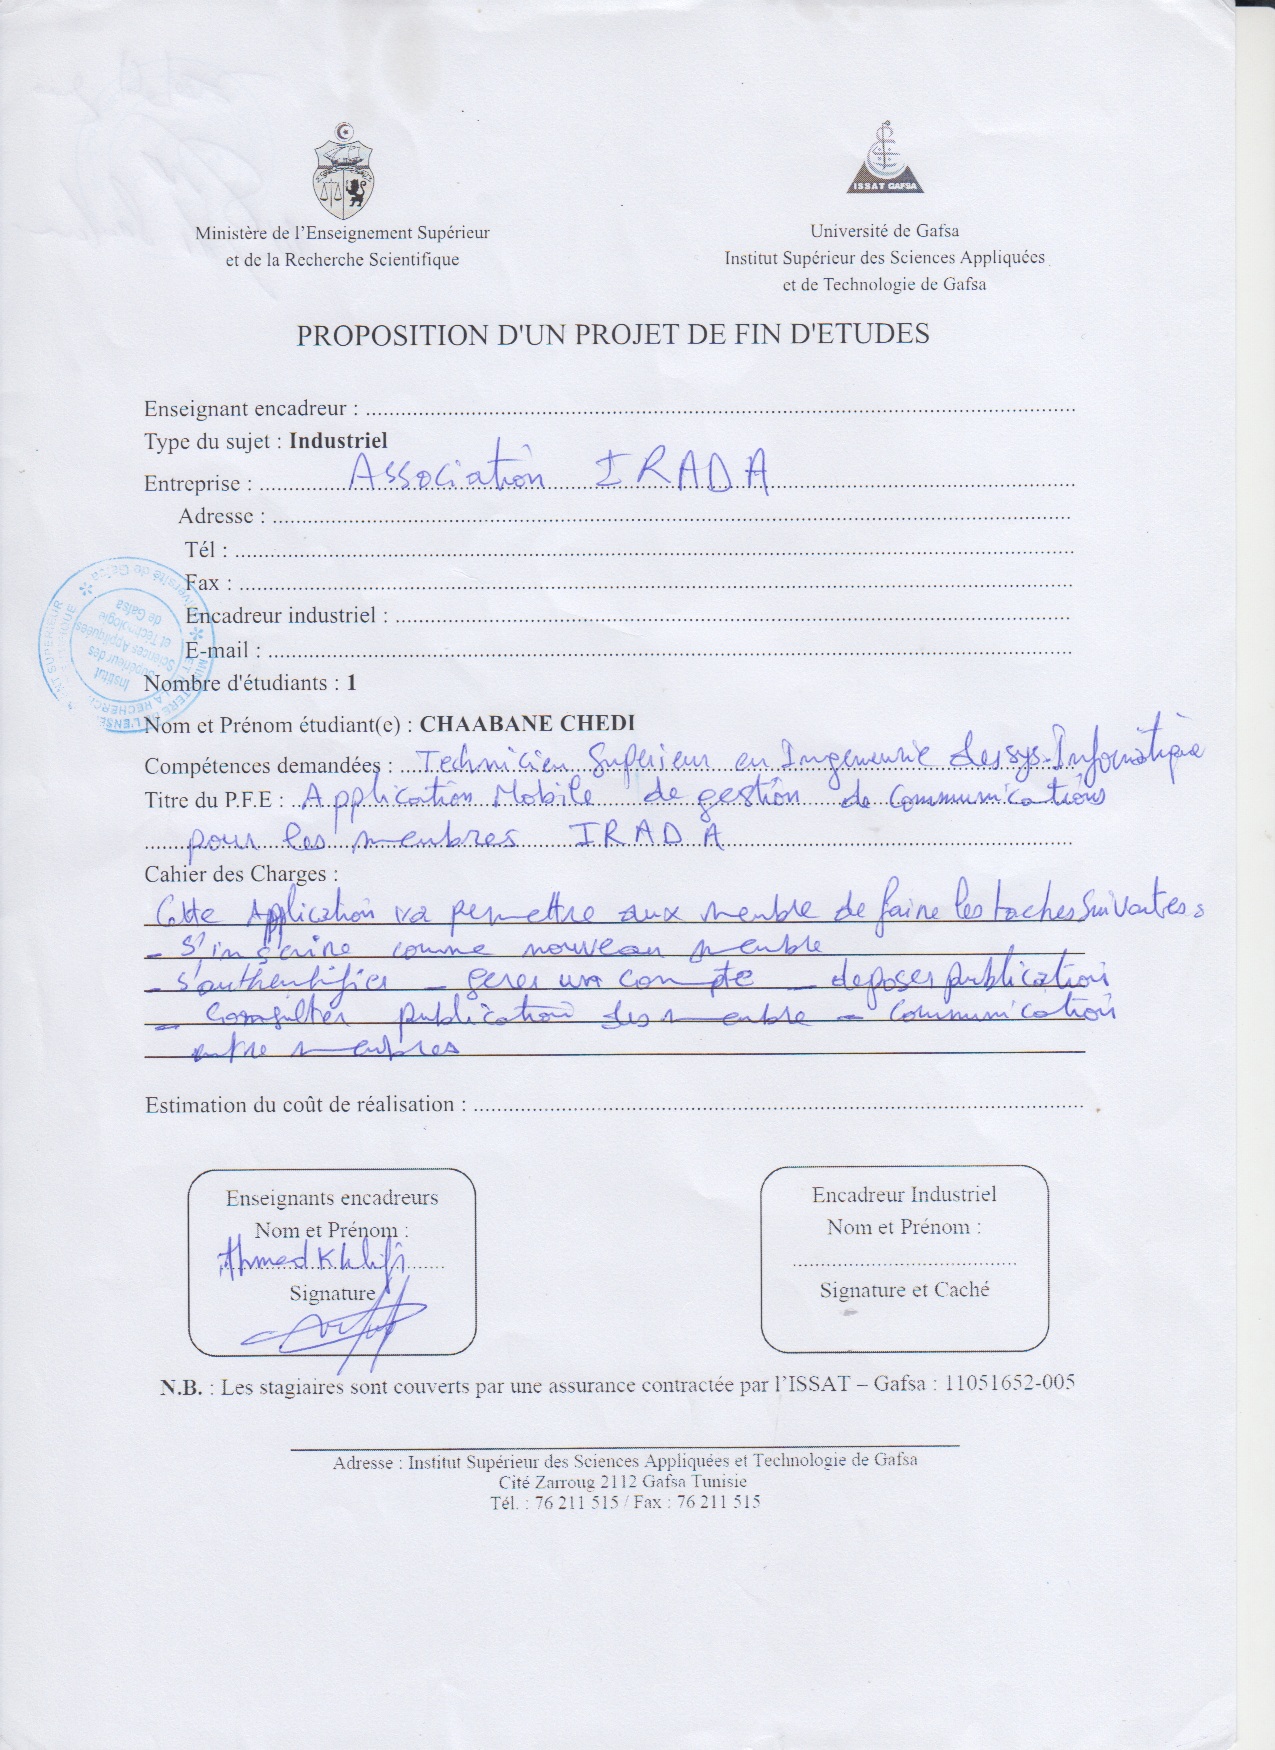 ISSAT GAFSA
Ministère de l'Enseignement Supérieur
et de la Recherche Scientifique
Université de Gafsa
Institut Supérieur des Sciences Appliquées
et de Technologie de Gafsa
PROPOSITION D'UN PROJET DE FIN D'ETUDES
Enseignant encadreur : ........
Type du sujet : Industriel
Entreprise : Association IRADA
Adresse : ........
Tél : ........
Fax : ........
Encadreur industriel : ........
E-mail : ........
Nombre d'étudiants : 1
Nom et Prénom étudiant(e) : CHAABANE CHEDI
Compétences demandées : Technicien Supérieur en Ingenieurie des sys. Informatique
Titre du P.F.E : Application Mobile de gestion de Communications
pour les membres IRADA
Cahier des Charges :
Cette Application va permettre aux membre de faire les taches Suivantes :
- S'inscrire comme nouveau membre
- s'authentifier - gerer un compte - deposer publication
- Consulter publication des membre - Communication
entre membres
Estimation du coût de réalisation : ........
Enseignants encadreurs
Nom et Prénom :
Ahmed Khlifi
Signature
Encadreur Industriel
Nom et Prénom :
Signature et Caché
N.B. : Les stagiaires sont couverts par une assurance contractée par l'ISSAT – Gafsa : 11051652-005
Adresse : Institut Supérieur des Sciences Appliquées et Technologie de Gafsa
Cité Zarroug 2112 Gafsa Tunisie
Tél. : 76 211 515 / Fax : 76 211 515
Institut
Supérieur des
Sciences Appliquées
et Technologie
de Gafsa